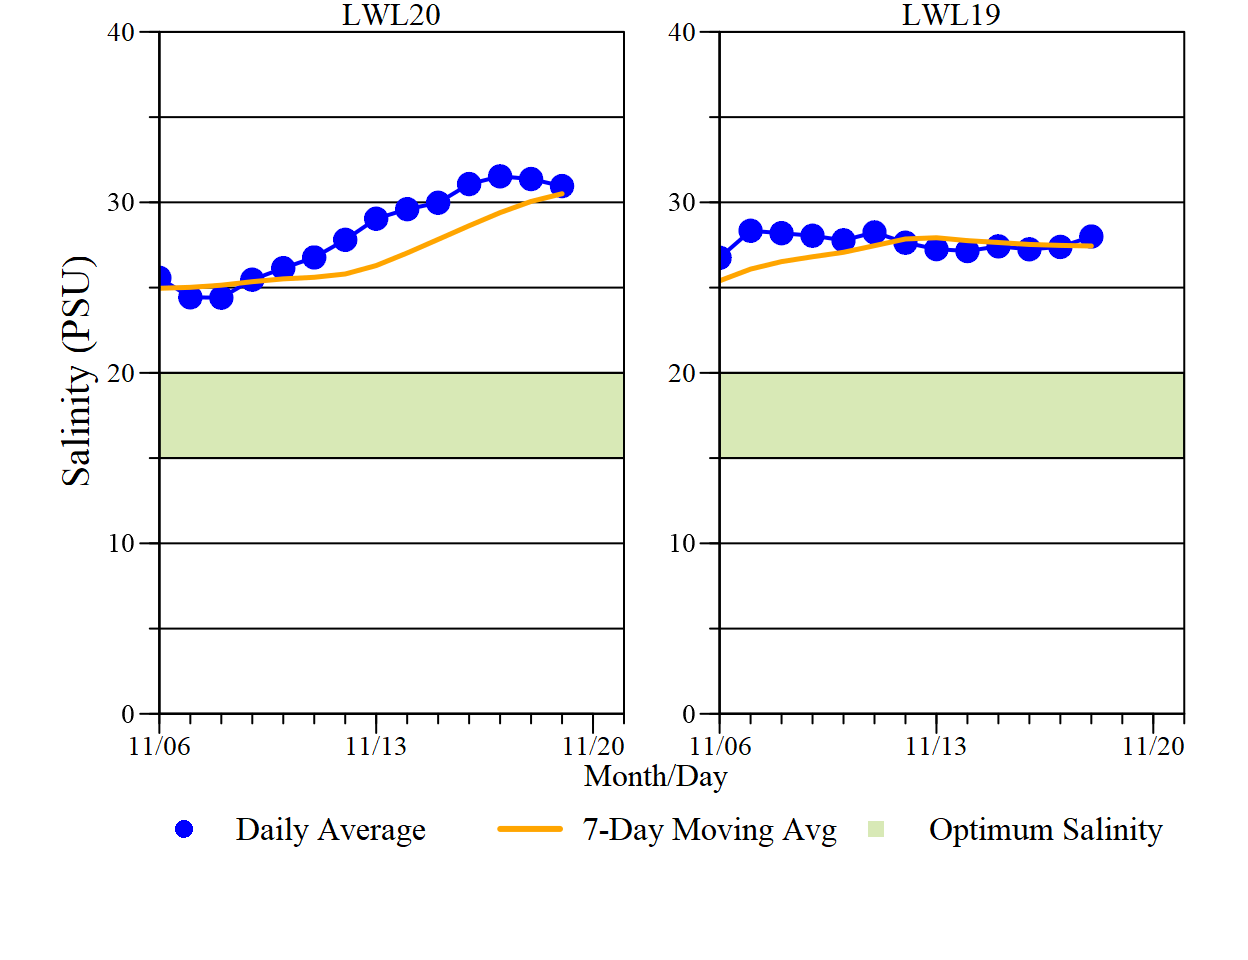 LWL20
LWL19
40
30
20
10
0
40
30
20
10
0
Salinity (PSU)
11/06
11/13
11/20
11/06
11/13
11/20
Month/Day
Daily Average
7-Day Moving Avg
Optimum Salinity